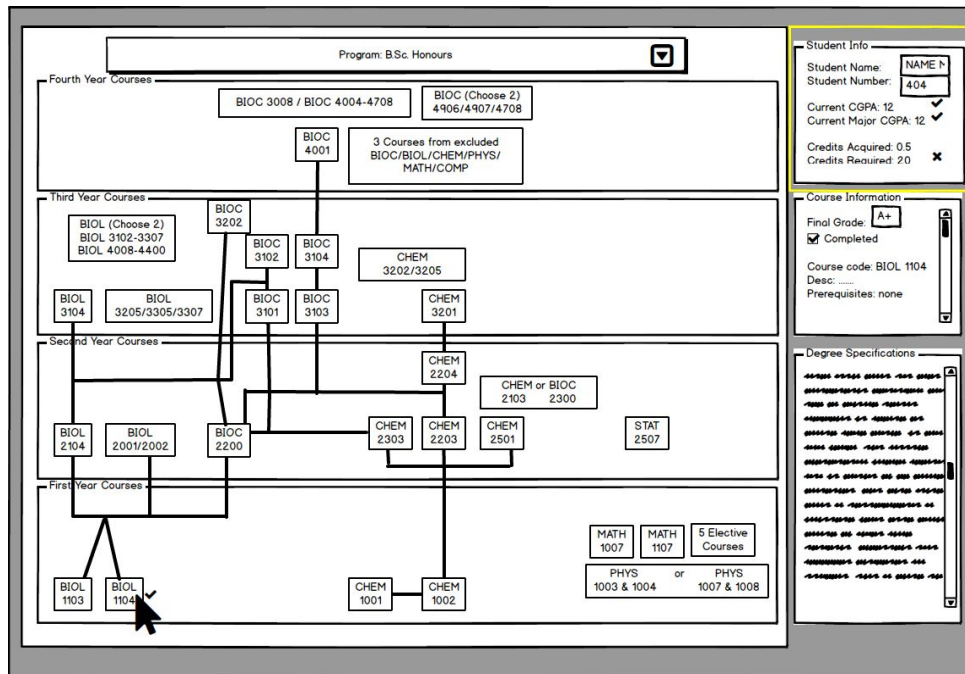 Program: B.Sc. Honours
Fourth Year Courses
BIOC 3008 / BIOC 4004-4708
BIOC (Choose 2)
4906/4907/4708
BIOC
4001
3 Courses from excluded
BIOC/BIOL/CHEM/PHYS/
MATH/COMP
Third Year Courses
BIOL (Choose 2)
BIOL 3102-3307
BIOL 4008-4400
BIOC
3202
BIOC
3102
BIOC
3104
CHEM
3202/3205
BIOL
3104
BIOL
3205/3305/3307
BIOC
3101
BIOC
3103
CHEM
3201
Second Year Courses
CHEM
2204
CHEM or BIOC
2103 2300
BIOL
2104
BIOL
2001/2002
BIOC
2200
CHEM
2303
CHEM
2203
CHEM
2501
STAT
2507
First Year Courses
MATH
1007
MATH
1107
5 Elective
Courses
PHYS or PHYS
1003 & 1004 1007 & 1008
BIOL
1103
BIOL
1104
CHEM
1001
CHEM
1002
Student Info
Student Name: NAME N
Student Number: 404
Current CGPA: 12
Current Major CGPA: 12
Credits Acquired: 0.5
Credits Required: 20
Course Information
Final Grade: A+
Completed
Course code: BIOL 1104
Desc: ......
Prerequisites: none
Degree Specifications